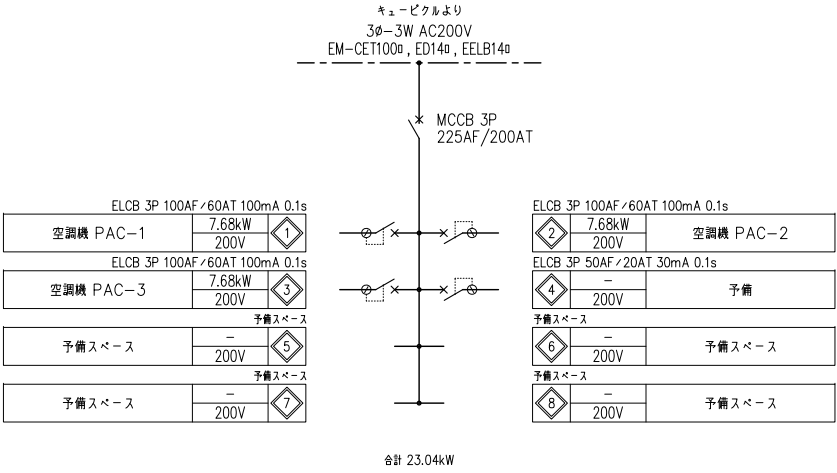 キュービクルより
3φ-3W AC200V
EM-CET100□, ED14□, EELB14□
MCCB 3P
225AF/200AT
ELCB 3P 100AF/60AT 100mA 0.1s
空調機 PAC-1
7.68kW
200V
1
ELCB 3P 100AF/60AT 100mA 0.1s
2
7.68kW
200V
空調機 PAC-2
ELCB 3P 100AF/60AT 100mA 0.1s
空調機 PAC-3
7.68kW
200V
3
ELCB 3P 50AF/20AT 30mA 0.1s
4
-
200V
予備
予備スペース
予備スペース
-
200V
5
予備スペース
6
-
200V
予備スペース
予備スペース
予備スペース
-
200V
7
予備スペース
8
-
200V
予備スペース
合計 23.04kW